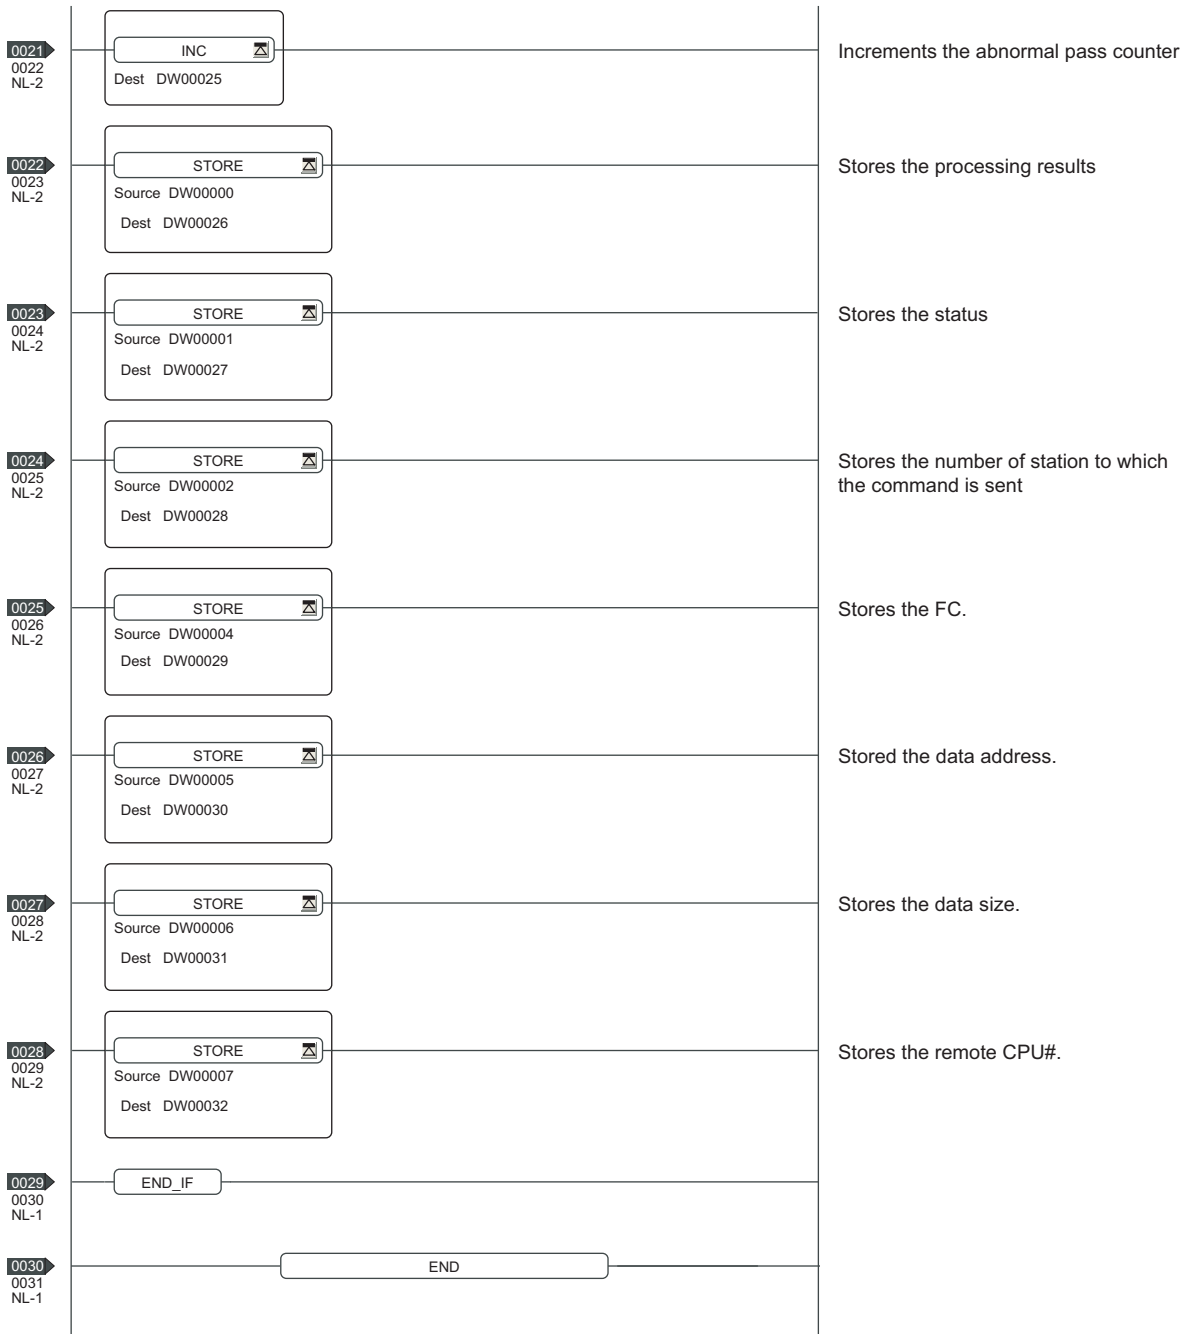 0021
0022
NL-2
INC
Dest DW00025
Increments the abnormal pass counter
0022
0023
NL-2
STORE
Source DW00000
Dest DW00026
Stores the processing results
0023
0024
NL-2
STORE
Source DW00001
Dest DW00027
Stores the status
0024
0025
NL-2
STORE
Source DW00002
Dest DW00028
Stores the number of station to which
the command is sent
0025
0026
NL-2
STORE
Source DW00004
Dest DW00029
Stores the FC.
0026
0027
NL-2
STORE
Source DW00005
Dest DW00030
Stored the data address.
0027
0028
NL-2
STORE
Source DW00006
Dest DW00031
Stores the data size.
0028
0029
NL-2
STORE
Source DW00007
Dest DW00032
Stores the remote CPU#.
0029
0030
NL-1
END_IF
0030
0031
NL-1
END